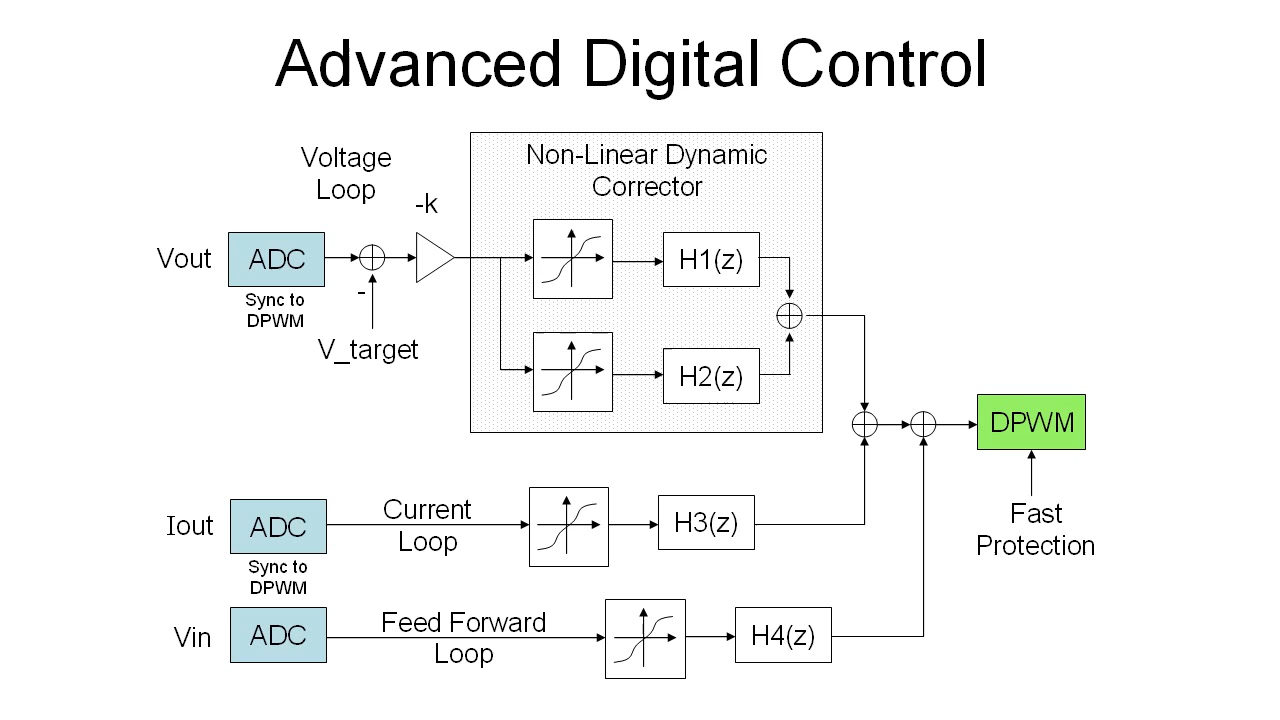 Advanced Digital Control
Voltage
Loop
-k
Non-Linear Dynamic
Corrector
Vout
ADC
Sync to
DPWM
-
V_target
H1(z)
H2(z)
DPWM
Fast
Protection
Iout
ADC
Sync to
DPWM
Current
Loop
H3(z)
Vin
ADC
Feed Forward
Loop
H4(z)